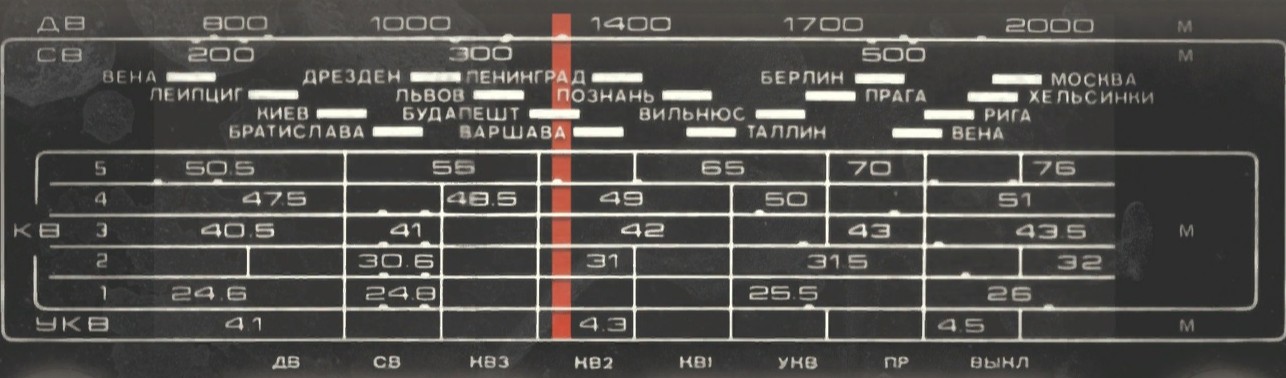 ДВ 800 1000 1400 1700 2000 М
СВ 200 300 500 М
ВЕНА ДРЕЗДЕН ЛЕНИНГРАД БЕРЛИН МОСКВА
ЛЕИПЦИГ ЛЬВОВ ПОЗНАНЬ ПРАГА ХЕЛЬСИНКИ
КИЕВ БУДАПЕШТ ВИЛЬНЮС РИГА
БРАТИСЛАВА ВАРШАВА ТАЛЛИН ВЕНА
5 50.5 55 65 70 76
4 47.5 48.5 49 50 51
КВ 3 40.5 41 42 43 43.5 М
2 30.6 31 31.5 32
1 24.6 24.8 25.5 26
УКВ 4.1 4.3 4.5 М
ДВ СВ КВ3 КВ2 КВ1 УКВ ПР ВЫКЛ